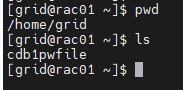 [grid@rac01 ~]$ pwd
/home/grid
[grid@rac01 ~]$ ls
cdb1pwfile
[grid@rac01 ~]$